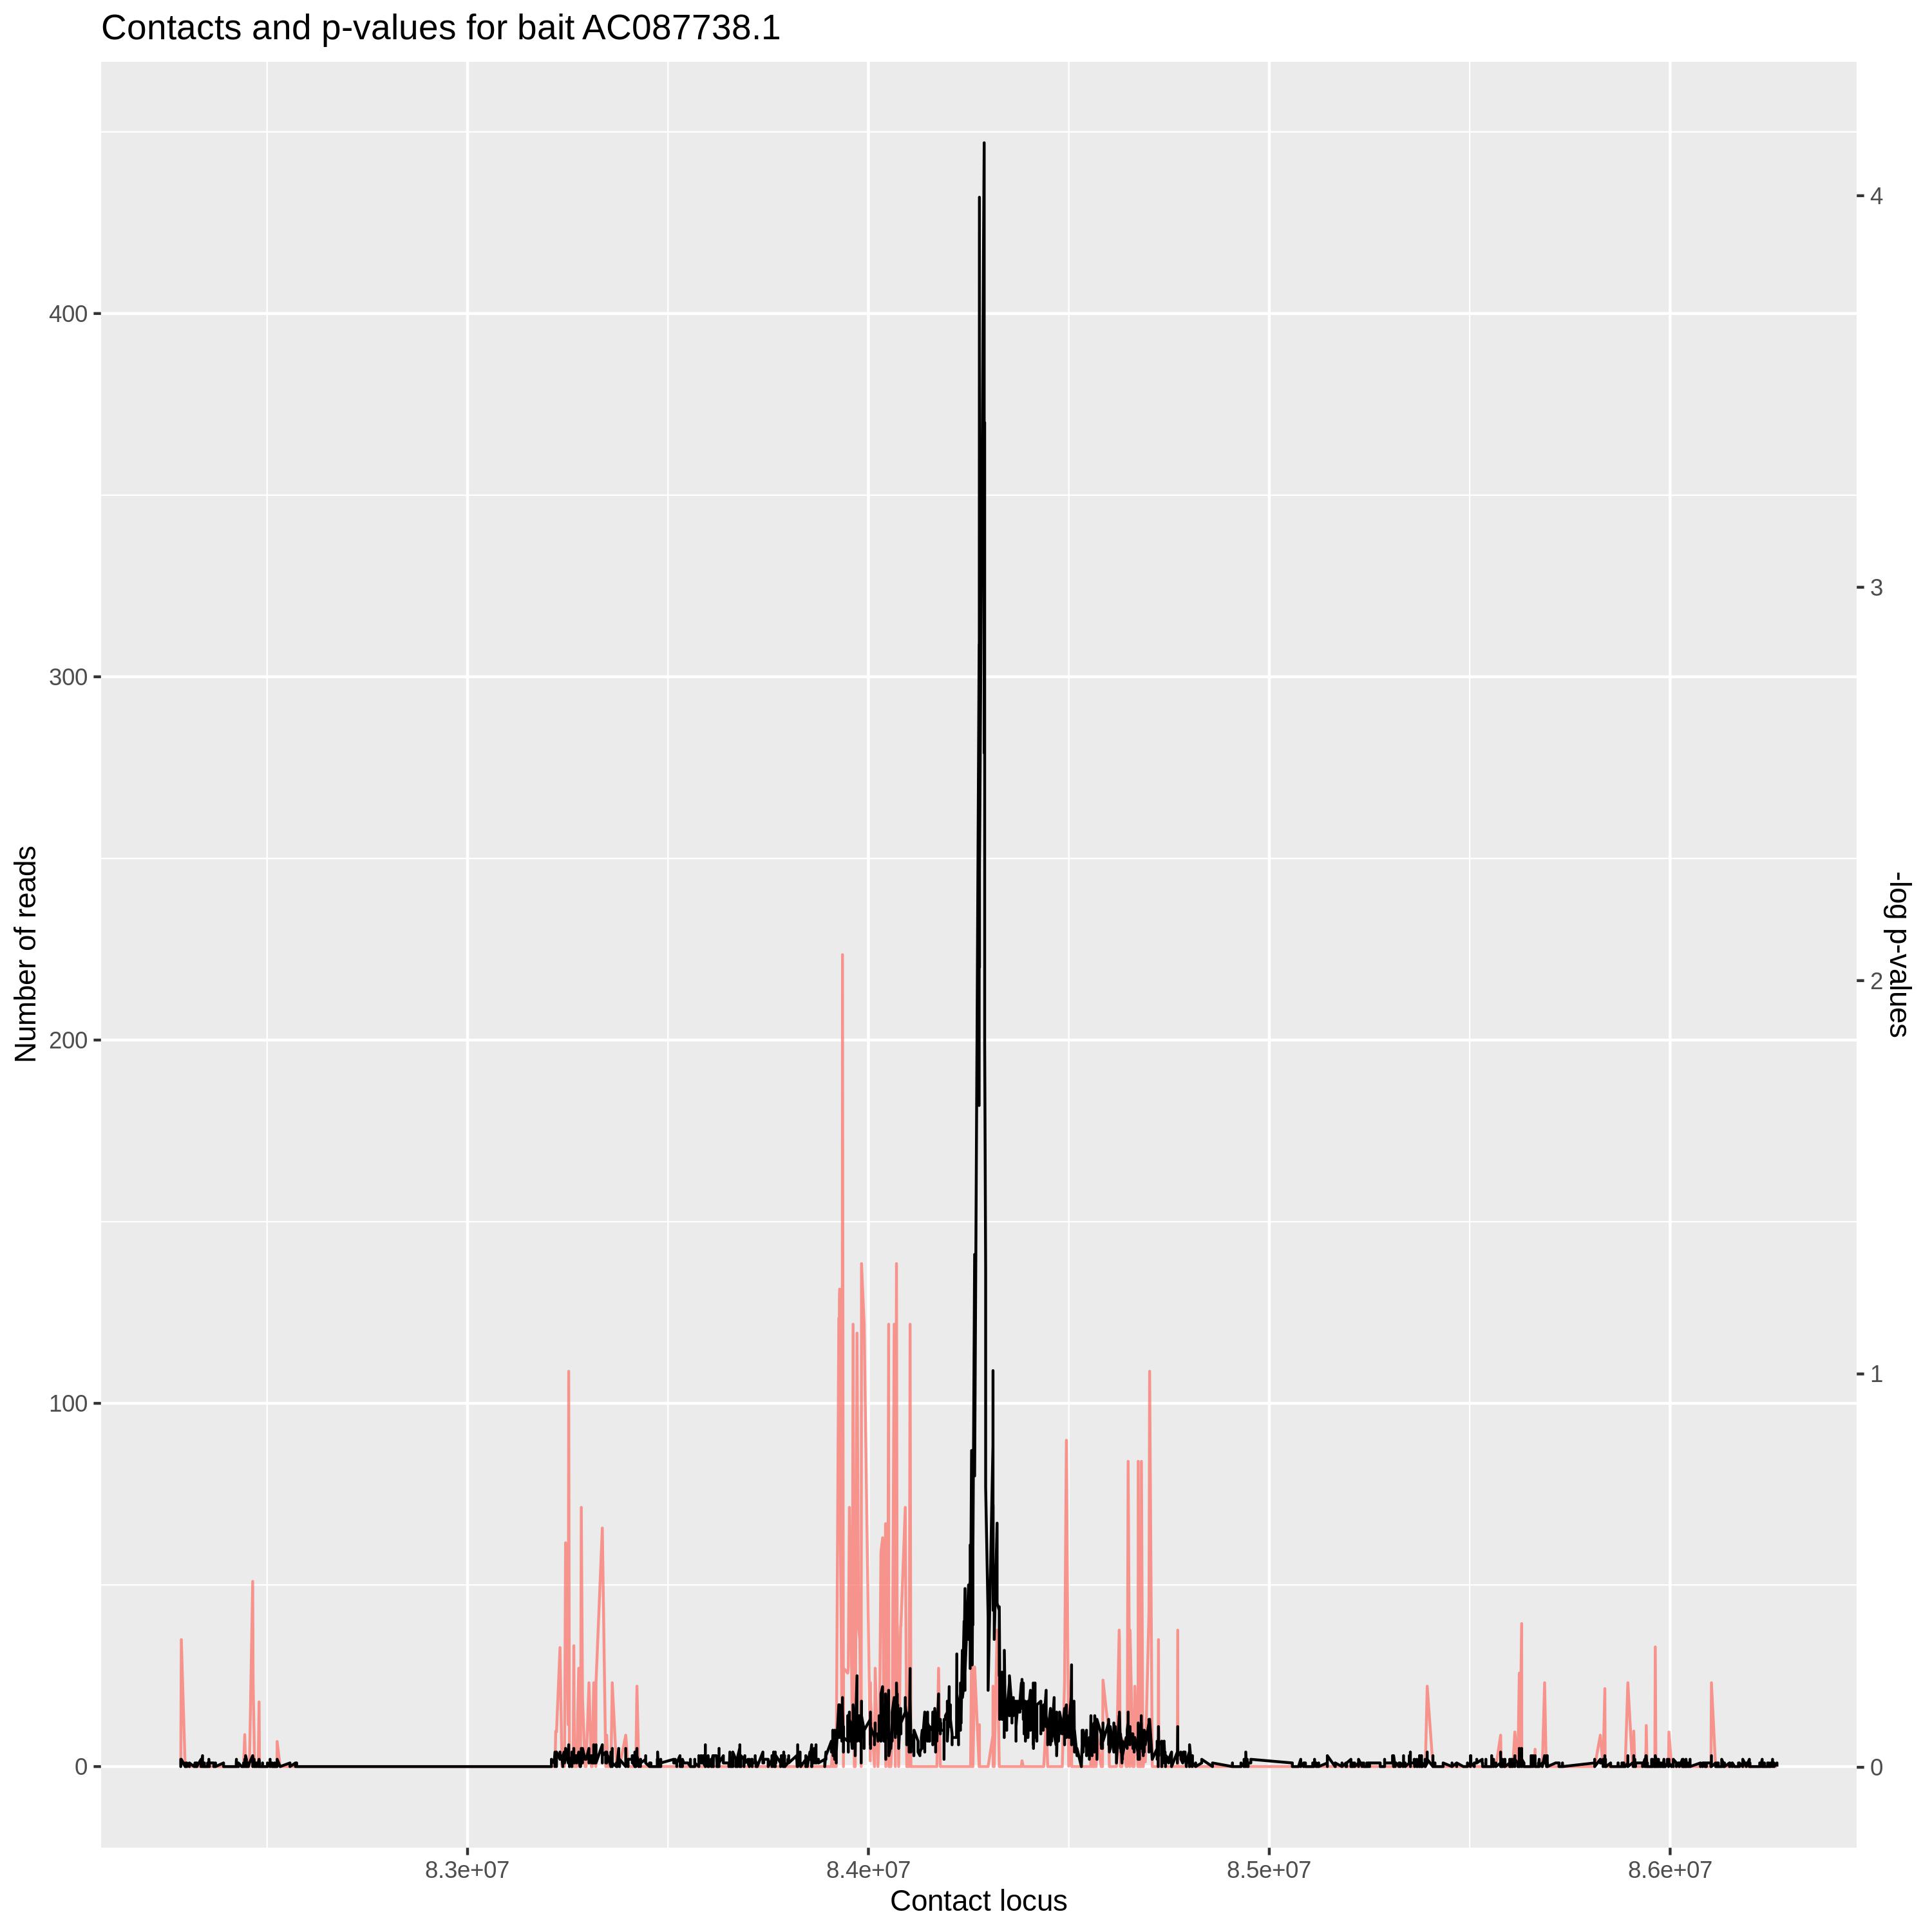 Contacts and p-values for bait AC087738.1
400
300
200
100
0
Number of reads
4
3
2
1
0
-log p-values
8.3e+07
8.4e+07
8.5e+07
8.6e+07
Contact locus